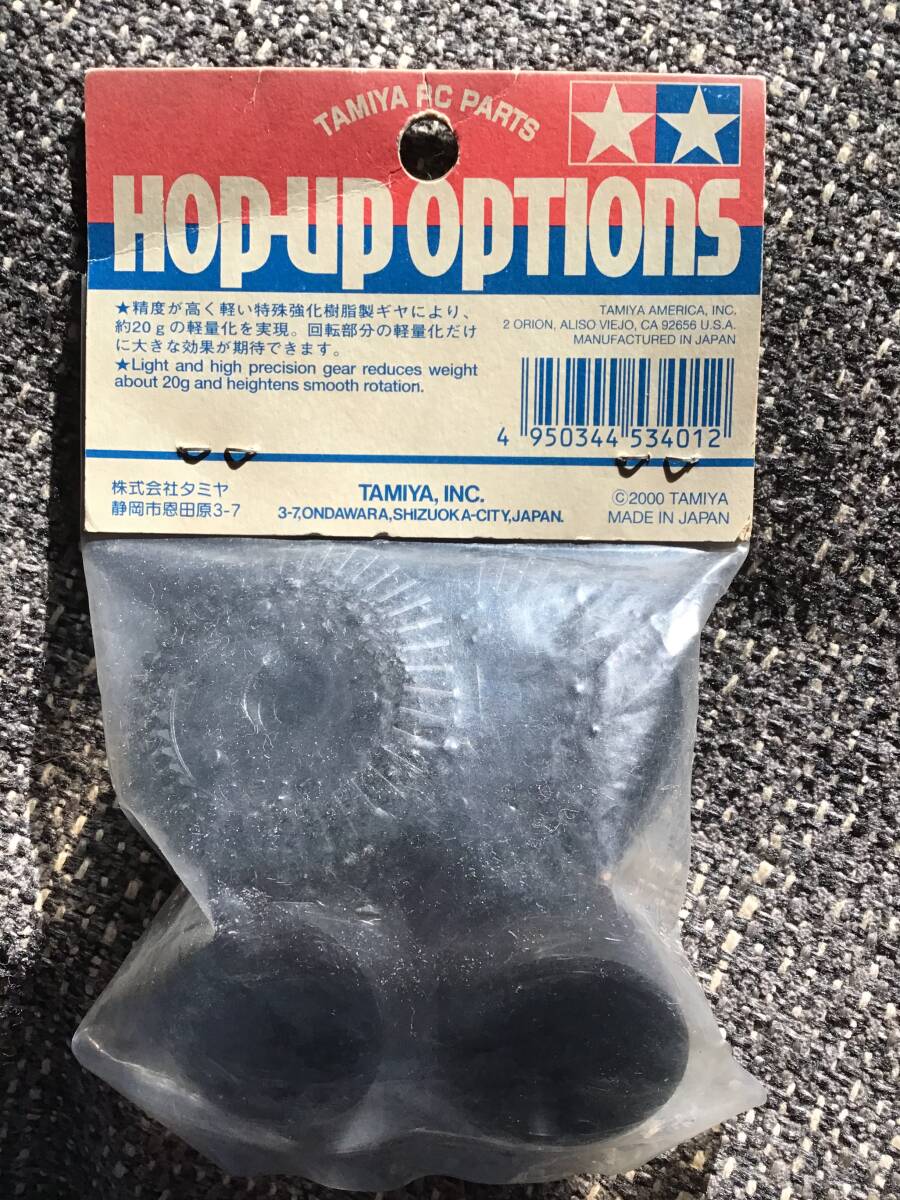 TAMIYA RC PARTS
HOP-UP OPTIONS
★精度が高く軽い特殊強化樹脂製ギヤにより、
約20gの軽量化を実現。回転部分の軽量化だけ
に大きな効果が期待できます。
★Light and high precision gear reduces weight
about 20g and heightens smooth rotation.
TAMIYA AMERICA, INC.
2 ORION, ALISO VIEJO, CA 92656 U.S.A.
MANUFACTURED IN JAPAN
4 950344 534012
株式会社タミヤ
静岡市恩田原3-7
TAMIYA, INC.
3-7,ONDAWARA,SHIZUOKA-CITY,JAPAN.
©2000 TAMIYA
MADE IN JAPAN